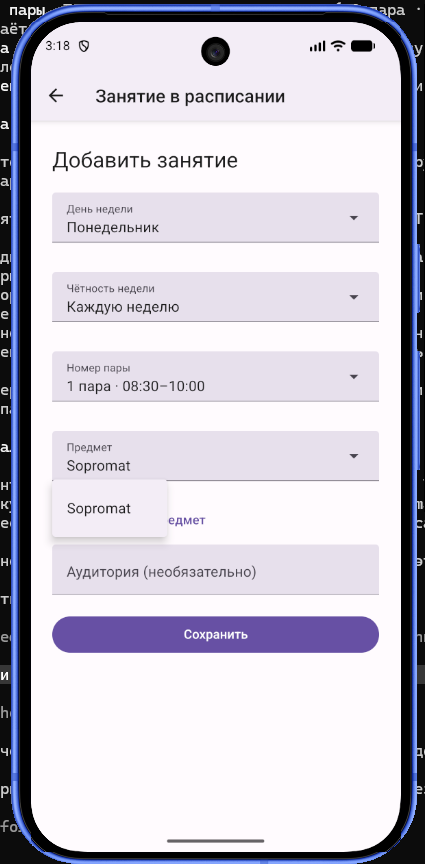 3:18
Занятие в расписании
Добавить занятие
День недели
Понедельник
Чётность недели
Каждую неделю
Номер пары
1 пара · 08:30–10:00
Предмет
Sopromat
Sopromat
едмет
Аудитория (необязательно)
Сохранить